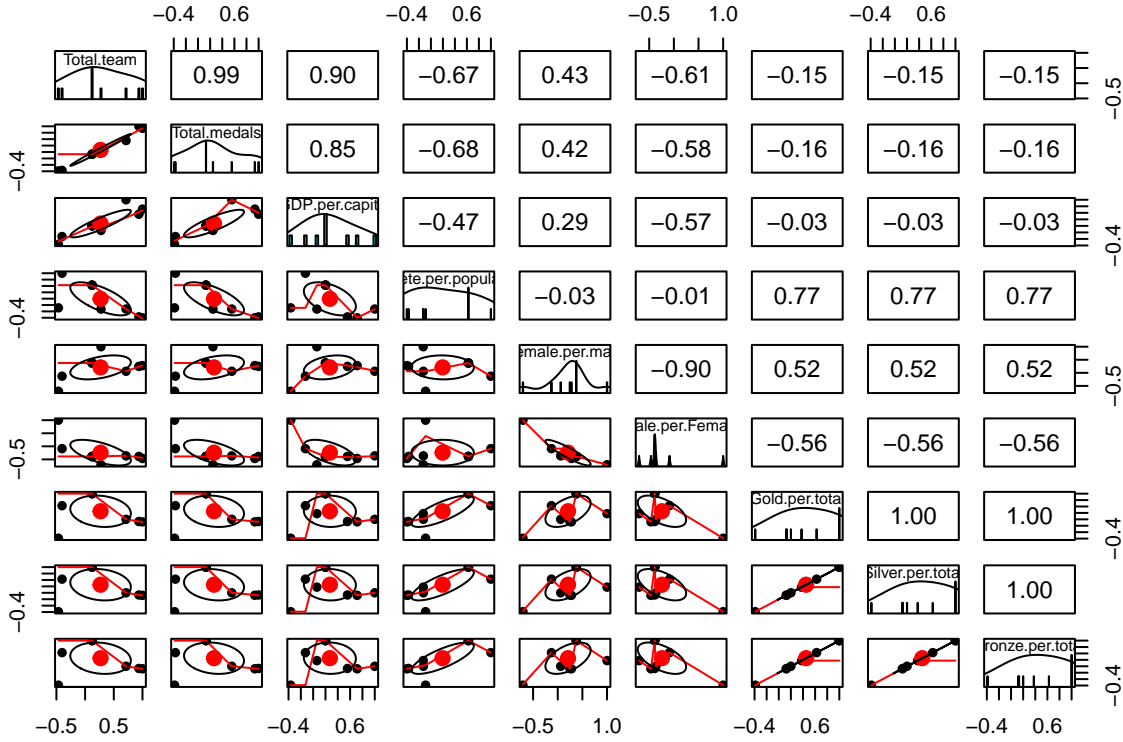 −0.4 0.6 −0.4 0.6 −0.5 1.0 −0.4 0.6
Total.team 0.99 0.90 −0.67 0.43 −0.61 −0.15 −0.15 −0.15 −0.5
−0.4 Total.medals 0.85 −0.68 0.42 −0.58 −0.16 −0.16 −0.16
GDP.per.capit −0.47 0.29 −0.57 −0.03 −0.03 −0.03 −0.4
−0.4 ete.per.popula −0.03 −0.01 0.77 0.77 0.77
emale.per.ma −0.90 0.52 0.52 0.52 −0.5
−0.5 ale.per.Fema −0.56 −0.56 −0.56
Gold.per.tota 1.00 1.00 −0.4
−0.4 Silver.per.tota 1.00
ronze.per.tot −0.4
−0.5 0.5 −0.4 0.6 −0.5 1.0 −0.4 0.6 −0.4 0.6